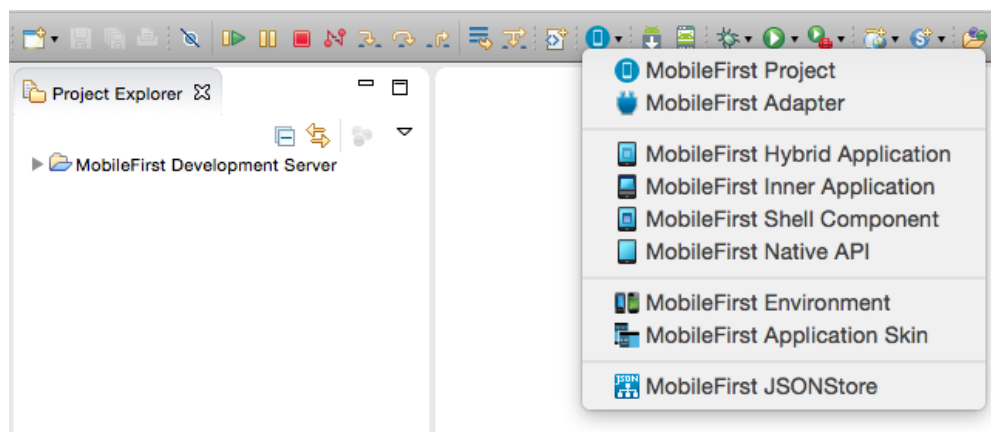 Project Explorer
MobileFirst Development Server
MobileFirst Project
MobileFirst Adapter
MobileFirst Hybrid Application
MobileFirst Inner Application
MobileFirst Shell Component
MobileFirst Native API
MobileFirst Environment
MobileFirst Application Skin
JSON
MobileFirst JSONStore